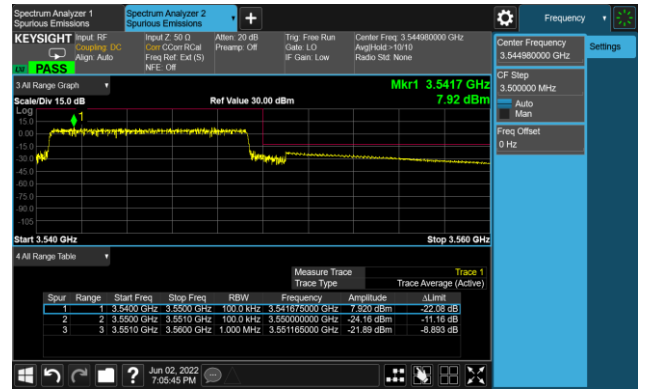 Spectrum Analyzer 1
Spurious Emissions
Spectrum Analyzer 2
Spurious Emissions
Frequency
KEYSIGHT
Input: RF
Coupling: DC
Align: Auto
Input Z: 50 Ω
Corr CCorr RCal
Freq Ref: Ext (S)
NFE: Off
Atten: 20 dB
Preamp: Off
Trig: Free Run
Gate: LO
IF Gain: Low
Center Freq: 3.544980000 GHz
Avg|Hold:>10/10
Radio Std: None
PASS
Center Frequency
3.544980000 GHz
Settings
CF Step
3.500000 MHz
Auto
Man
Freq Offset
0 Hz
3 All Range Graph
Mkr1 3.5417 GHz
7.92 dBm
Scale/Div 15.0 dB
Ref Value 30.00 dBm
Log
1
15.0
0.00
-15.0
-30.0
-45.0
-60.0
-75.0
-90.0
-105
Start 3.540 GHz
Stop 3.560 GHz
4 All Range Table
Measure Trace Trace 1
Trace Type Trace Average (Active)
Spur Range Start Freq Stop Freq RBW Frequency Amplitude ΔLimit
1 1 3.5400 GHz 3.5500 GHz 100.0 kHz 3.541675000 GHz 7.920 dBm -22.08 dB
2 2 3.5500 GHz 3.5510 GHz 100.0 kHz 3.550000000 GHz -24.16 dBm -11.16 dB
3 3 3.5510 GHz 3.5600 GHz 1.000 MHz 3.551165000 GHz -21.89 dBm -8.893 dB
Jun 02, 2022
7:05:45 PM